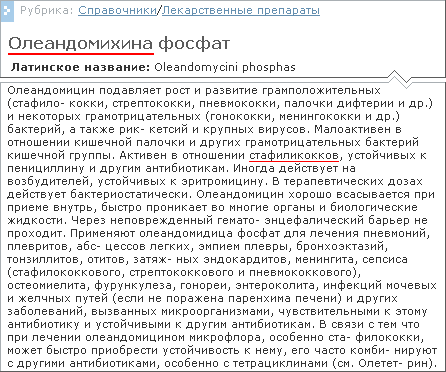 Рубрика: Справочники/Лекарственные препараты
Олеандомихина фосфат
Латинское название: Oleandomycini phosphas
Олеандомицин подавляет рост и развитие грамположительных
(стафило- кокки, стрептококки, пневмококки, палочки дифтерии и др.)
и некоторых грамотрицательных (гонококки, менингококки и др.)
бактерий, а также рик- кетсий и крупных вирусов. Малоактивен в
отношении кишечной палочки и других грамотрицательных бактерий
кишечной группы. Активен в отношении стафиликокков, устойчивых к
пенициллину и другим антибиотикам. Иногда действует на
возбудителей, устойчивых к эритромицину. В терапевтических дозах
действует бактериостатически. Олеандоницин хорошо всасывается при
приеме внутрь, быстро проникает во многие органы и биологические
жидкости. Через неповрежденный гемато- энцефалический барьер не
проходит. Применяют олеамидоцица фосфат для лечения пневмоний,
плевритов, абс- цессов легких, эмпием плевры, бронхоэктазий,
тонзиллитов, отитов, затяж- ных эндокардитов, менингита, сепсиса
(стафилококкового, стрептококкового и пневмококкового),
остеомиелита, фурункулеза, гонореи, энтероколита, инфекций мочевых
и желчных путей (если не поражена паренхима печени) и других
заболеваний, вызванных микроорганизмами, чувствительными к этому
антибиотику и устойчивыми к другим антибиотикам. В связи с тем что
при лечении олеандомицином микрофлора, особенно ста- филококки,
может быстро приобрести устойчивость к нему, его часто комби- нируют
с другими антибиотиками, особенно с тетрациклинами (см. Олетет- рин).